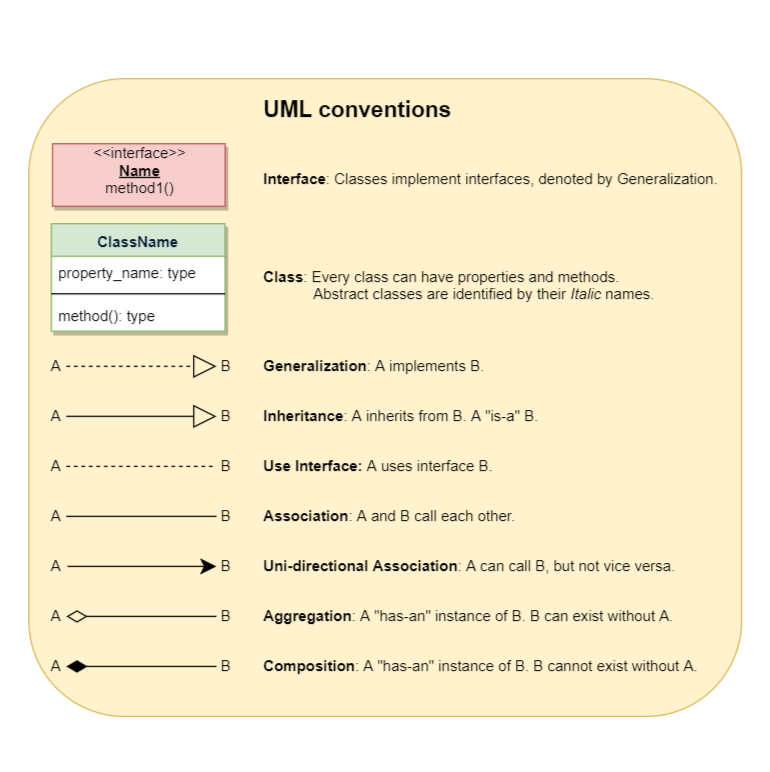 UML conventions
<<interface>>
Name
method1()
Interface: Classes implement interfaces, denoted by Generalization.
ClassName
property_name: type
method(): type
Class: Every class can have properties and methods.
Abstract classes are identified by their Italic names.
A B Generalization: A implements B.
A B Inheritance: A inherits from B. A "is-a" B.
A B Use Interface: A uses interface B.
A B Association: A and B call each other.
A B Uni-directional Association: A can call B, but not vice versa.
A B Aggregation: A "has-an" instance of B. B can exist without A.
A B Composition: A "has-an" instance of B. B cannot exist without A.